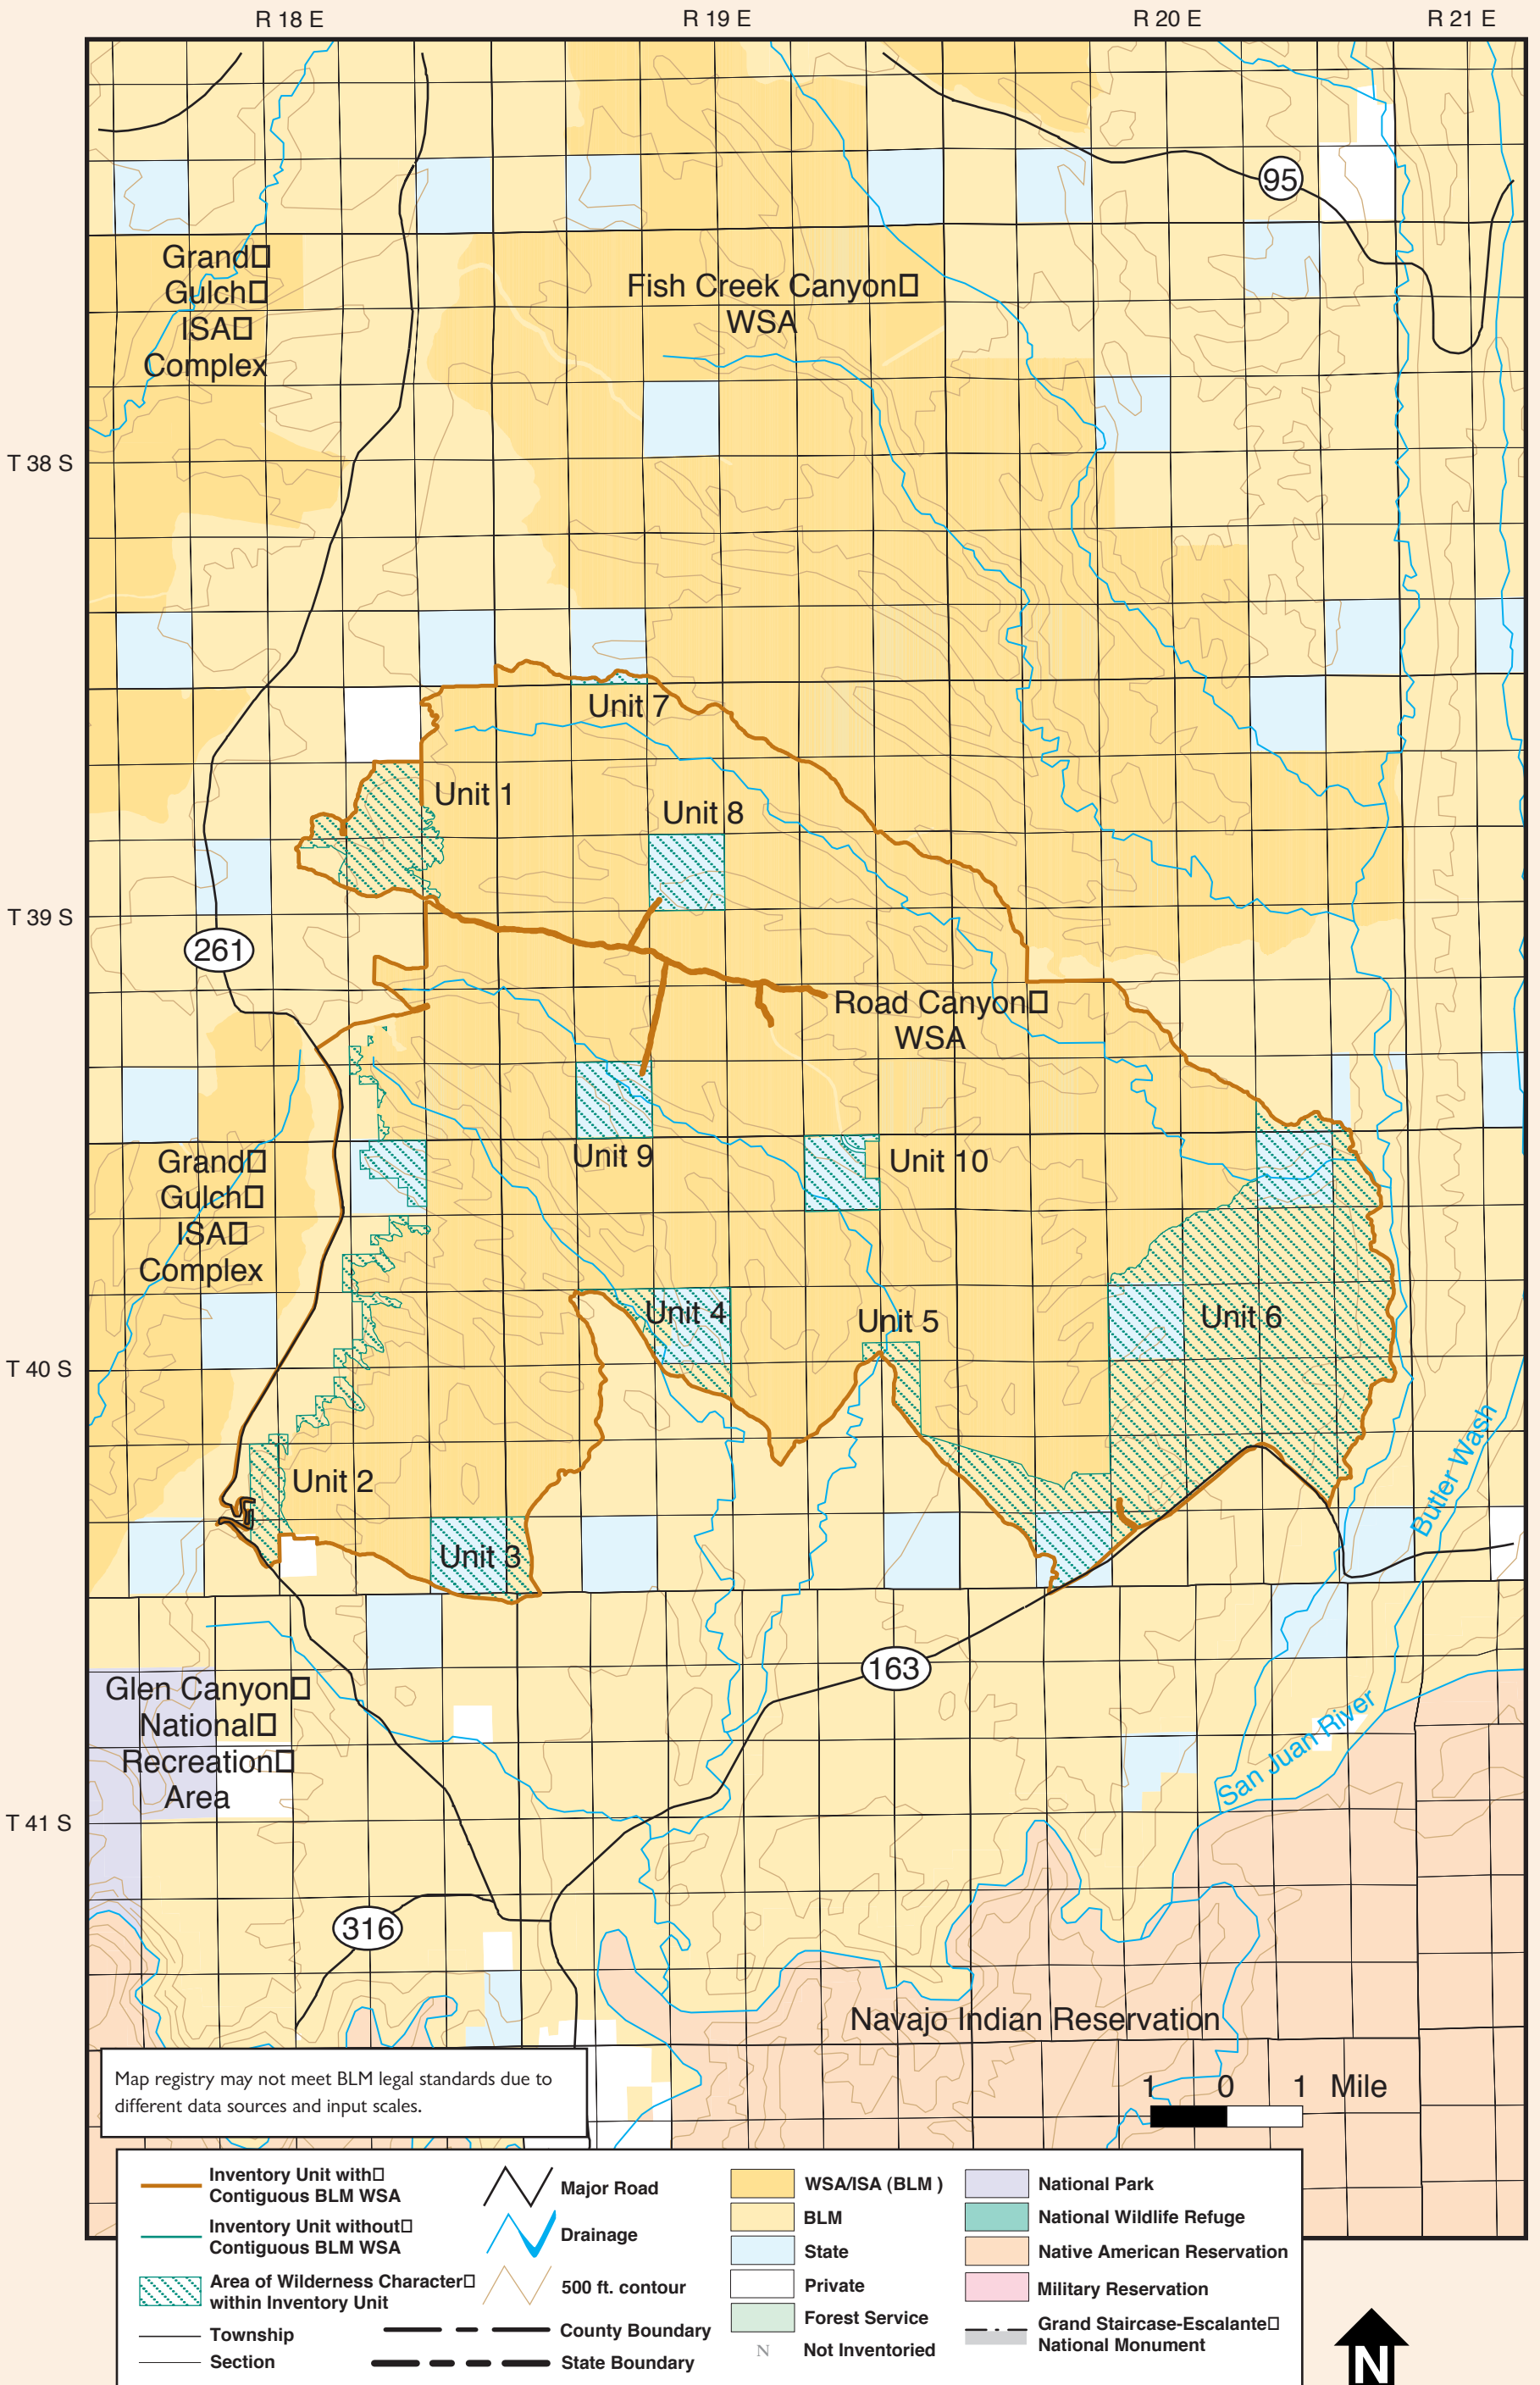 R 18 E
R 19 E
R 20 E
R 21 E
95
Grand□
Gulch□
ISA□
Complex
Fish Creek Canyon□
WSA
T 38 S
Unit 7
Unit 1
Unit 8
T 39 S
261
Road Canyon□
WSA
Grand□
Gulch□
ISA□
Complex
Unit 9
Unit 10
Unit 4
Unit 5
Unit 6
T 40 S
Unit 2
Butler Wash
Unit 3
163
Glen Canyon□
National□
Recreation□
Area
San Juan River
T 41 S
316
Navajo Indian Reservation
Map registry may not meet BLM legal standards due to
different data sources and input scales.
1 0 1 Mile
Inventory Unit with□
Contiguous BLM WSA
Inventory Unit without□
Contiguous BLM WSA
Area of Wilderness Character□
within Inventory Unit
Township
Section
Major Road
Drainage
500 ft. contour
County Boundary
State Boundary
WSA/ISA (BLM )
BLM
State
Private
Forest Service
N Not Inventoried
National Park
National Wildlife Refuge
Native American Reservation
Military Reservation
Grand Staircase-Escalante□
National Monument
N